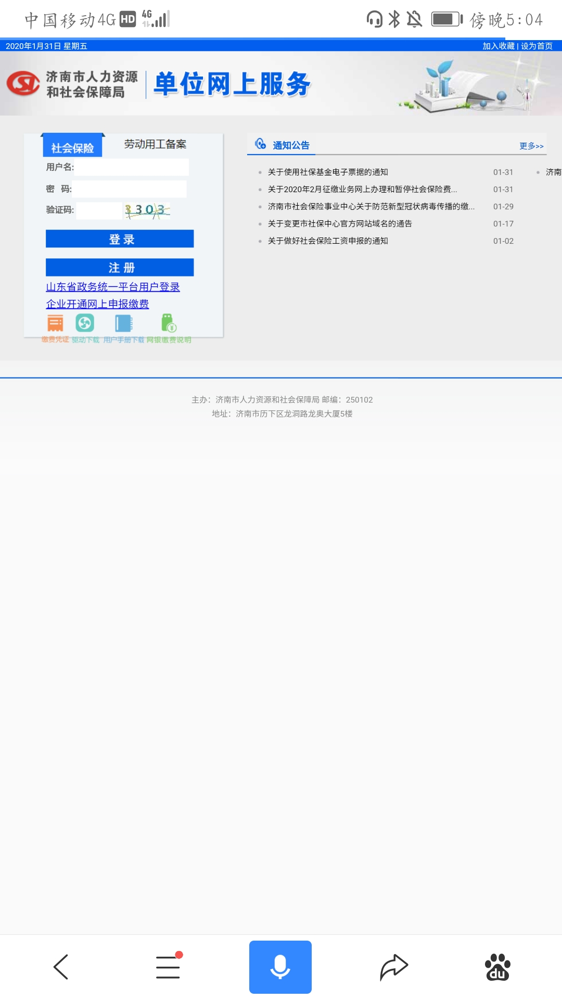 中国移动4G HD 4G 傍晚5:04
2020年1月31日 星期五 加入收藏 | 设为首页
济南市人力资源
和社会保障局
单位网上服务
社会保险 劳动用工备案
用户名:
密 码:
验证码: 3303
登 录
注 册
山东省政务统一平台用户登录
企业开通网上申报缴费
缴费凭证 驱动下载 用户手册下载 网银缴费说明
通知公告 更多>>
关于使用社保基金电子票据的通知 01-31 济南
关于2020年2月征缴业务网上办理和暂停社会保险费... 01-31
济南市社会保险事业中心关于防范新型冠状病毒传播的缴... 01-29
关于变更市社保中心官方网站域名的通告 01-17
关于做好社会保险工资申报的通知 01-02
主办：济南市人力资源和社会保障局 邮编：250102
地址：济南市历下区龙洞路龙奥大厦5楼
du